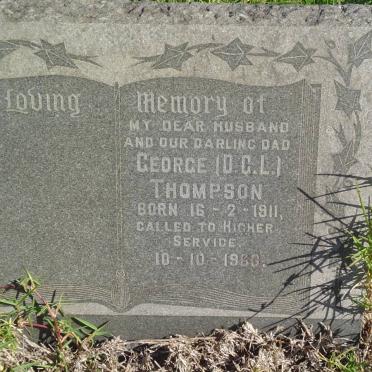 Loving Memory of
MY DEAR HUSBAND
AND OUR DARLING DAD
GEORGE (D.G.L.)
THOMPSON
BORN 16-2-1911,
CALLED TO HIGHER
SERVICE
10-10-1960.